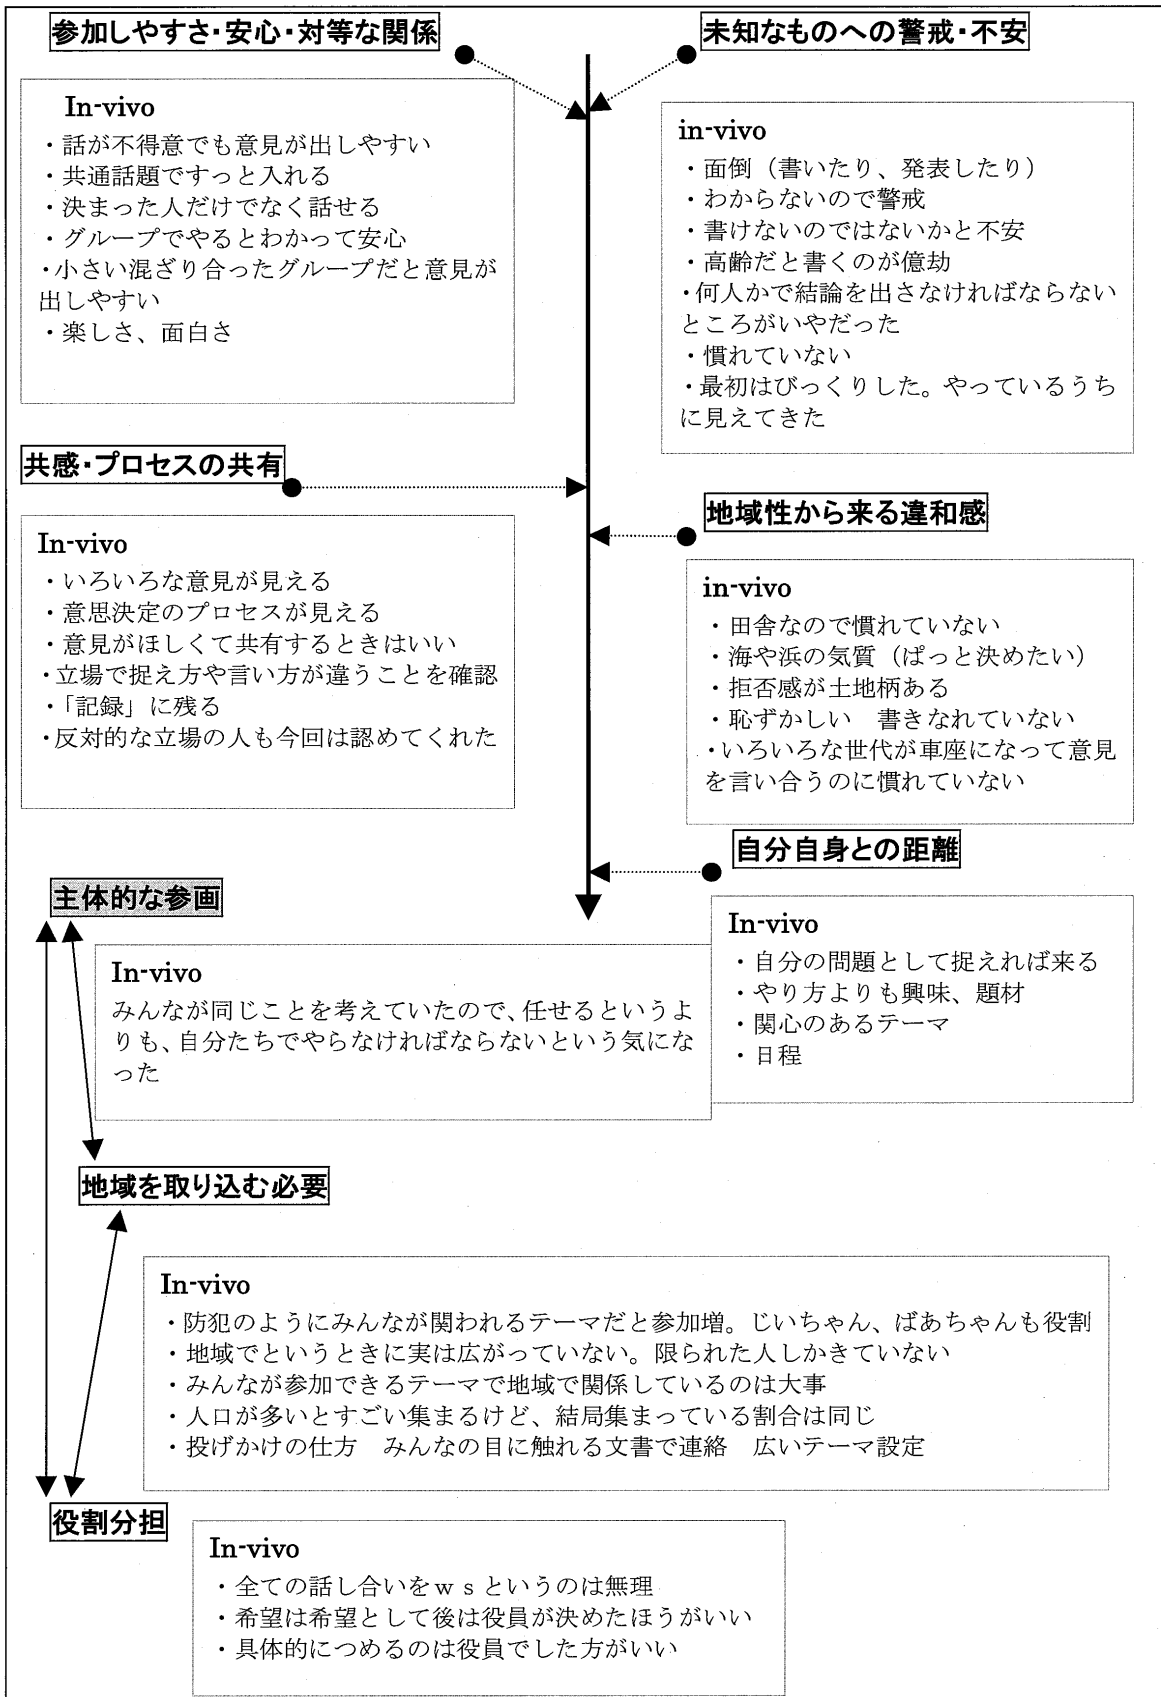 参加しやすさ・安心・対等な関係
In-vivo
・話が不得意でも意見が出しやすい
・共通話題ですっと入れる
・決まった人だけでなく話せる
・グループでやるとわかって安心
・小さい混ざり合ったグループだと意見が
出しやすい
・楽しさ、面白さ
未知なものへの警戒・不安
in-vivo
・面倒（書いたり、発表したり）
・わからないので警戒
・書けないのではないかと不安
・高齢だと書くのが億劫
・何人かで結論を出さなければならない
ところがいやだった
・慣れていない
・最初はびっくりした。やっているうち
に見えてきた
共感・プロセスの共有
In-vivo
・いろいろな意見が見える
・意思決定のプロセスが見える
・意見がほしくて共有するときはいい
・立場で捉え方や言い方が違うことを確認
・「記録」に残る
・反対的な立場の人も今回は認めてくれた
地域性から来る違和感
in-vivo
・田舎なので慣れていない
・海や浜の気質（ぱっと決めたい）
・拒否感が土地柄ある
・恥ずかしい　書きなれていない
・いろいろな世代が車座になって意見
を言い合うのに慣れていない
自分自身との距離
In-vivo
・自分の問題として捉えれば来る
・やり方よりも興味、題材
・関心のあるテーマ
・日程
主体的な参画
In-vivo
みんなが同じことを考えていたので、任せるというよ
りも、自分たちでやらなければならないという気にな
った
地域を取り込む必要
In-vivo
・防犯のようにみんなが関われるテーマだと参加増。じいちゃん、ばあちゃんも役割
・地域でというときに実は広がっていない。限られた人しかきていない
・みんなが参加できるテーマで地域で関係しているのは大事
・人口が多いとすごい集まるけど、結局集まっている割合は同じ
・投げかけの仕方　みんなの目に触れる文書で連絡　広いテーマ設定
役割分担
In-vivo
・全ての話し合いをｗｓというのは無理
・希望は希望として後は役員が決めたほうがいい
・具体的につめるのは役員でした方がいい